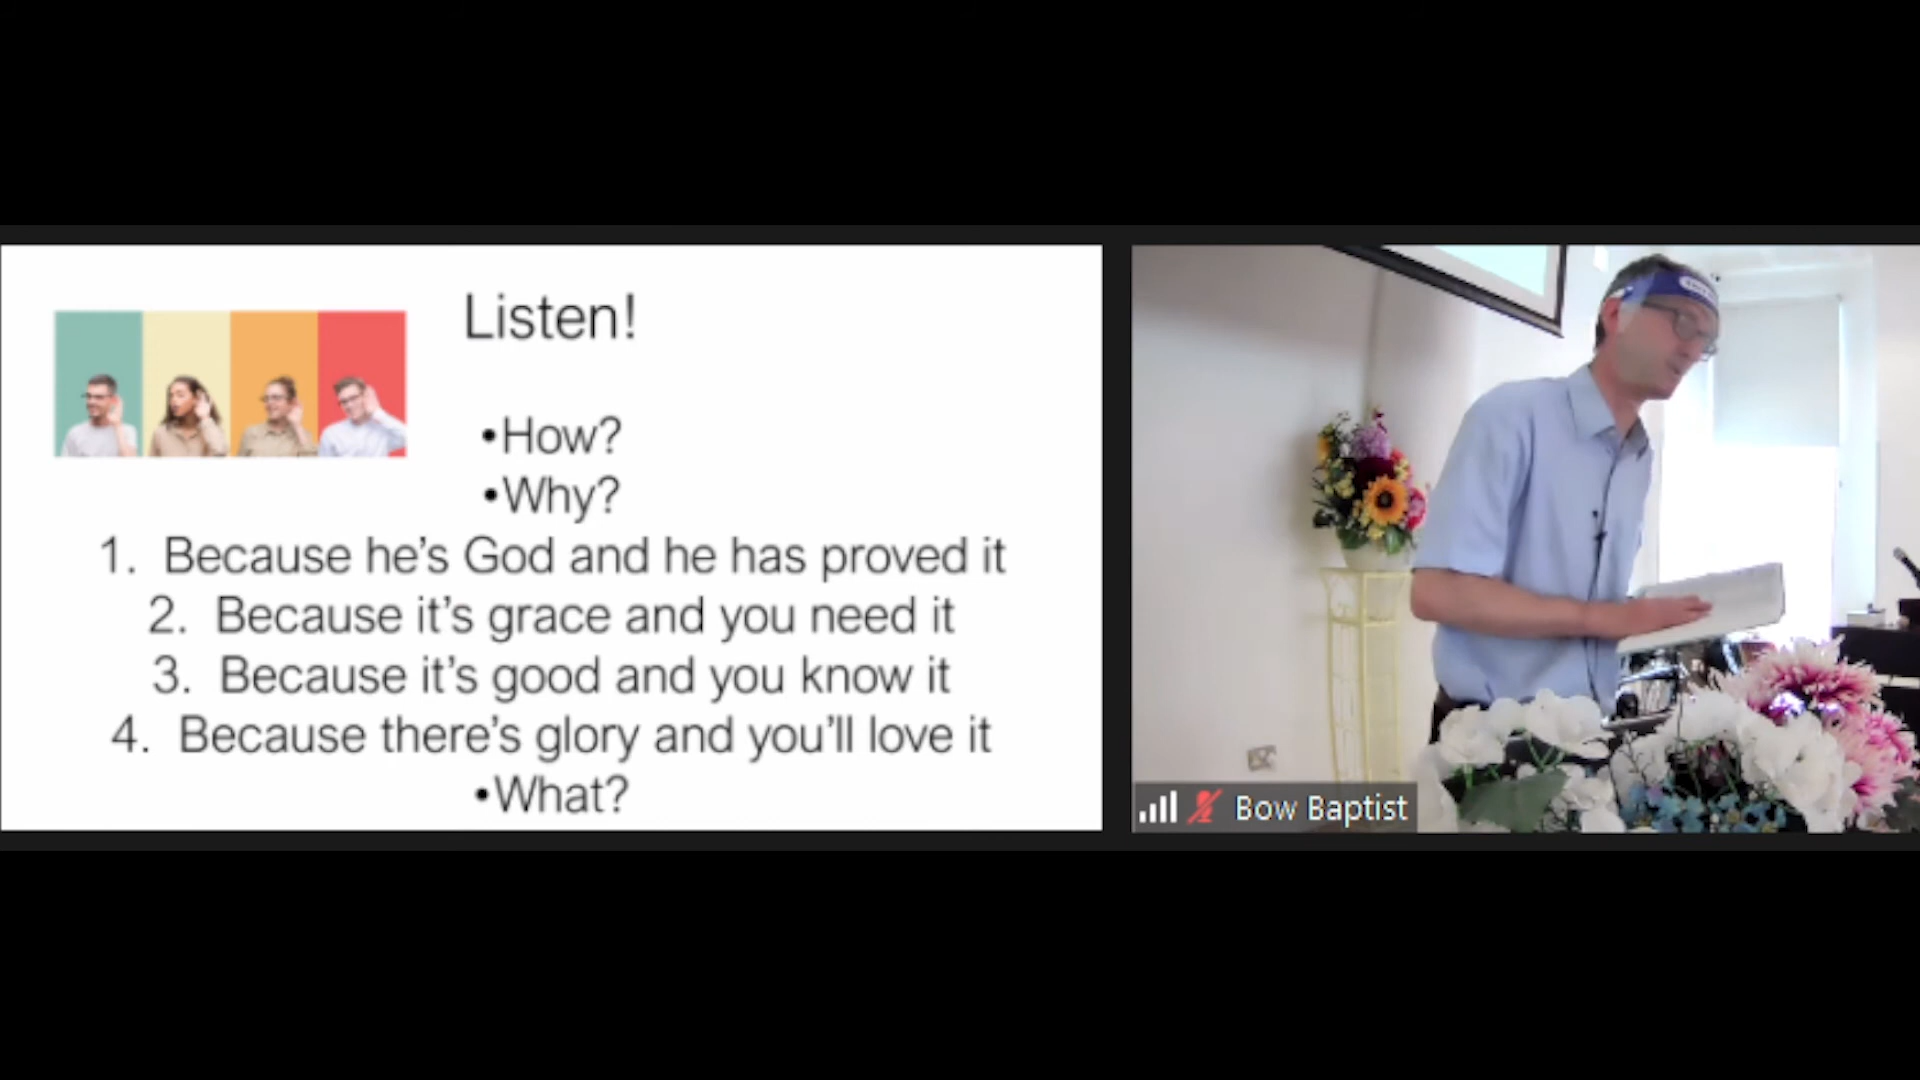 Listen!
•How?
•Why?
1. Because he's God and he has proved it
2. Because it's grace and you need it
3. Because it's good and you know it
4. Because there's glory and you'll love it
•What?
Bow Baptist